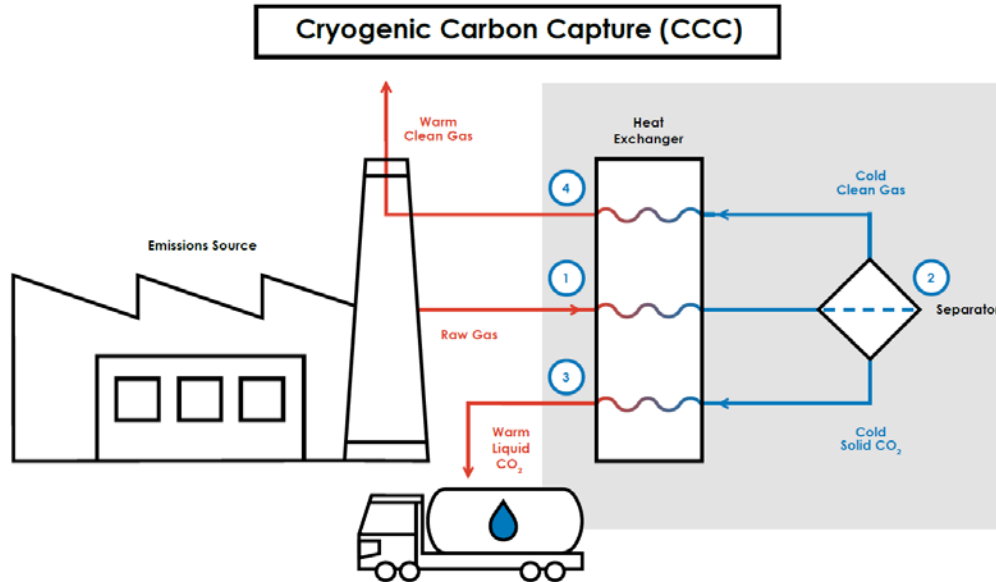 Cryogenic Carbon Capture (CCC)
Warm
Clean Gas
Heat
Exchanger
4
Cold
Clean Gas
Emissions Source
1
2
Raw Gas
Separator
3
Warm
Liquid
CO₂
Cold
Solid CO₂